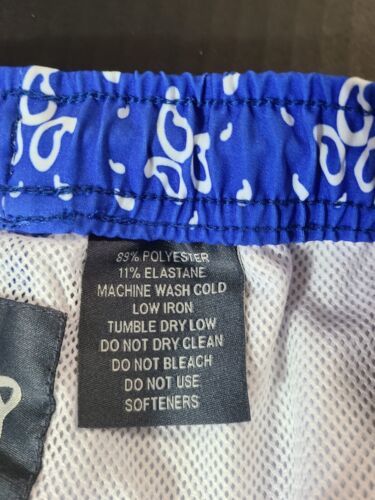 89% POLYESTER
11% ELASTANE
MACHINE WASH COLD
LOW IRON
TUMBLE DRY LOW
DO NOT DRY CLEAN
DO NOT BLEACH
DO NOT USE
SOFTENERS